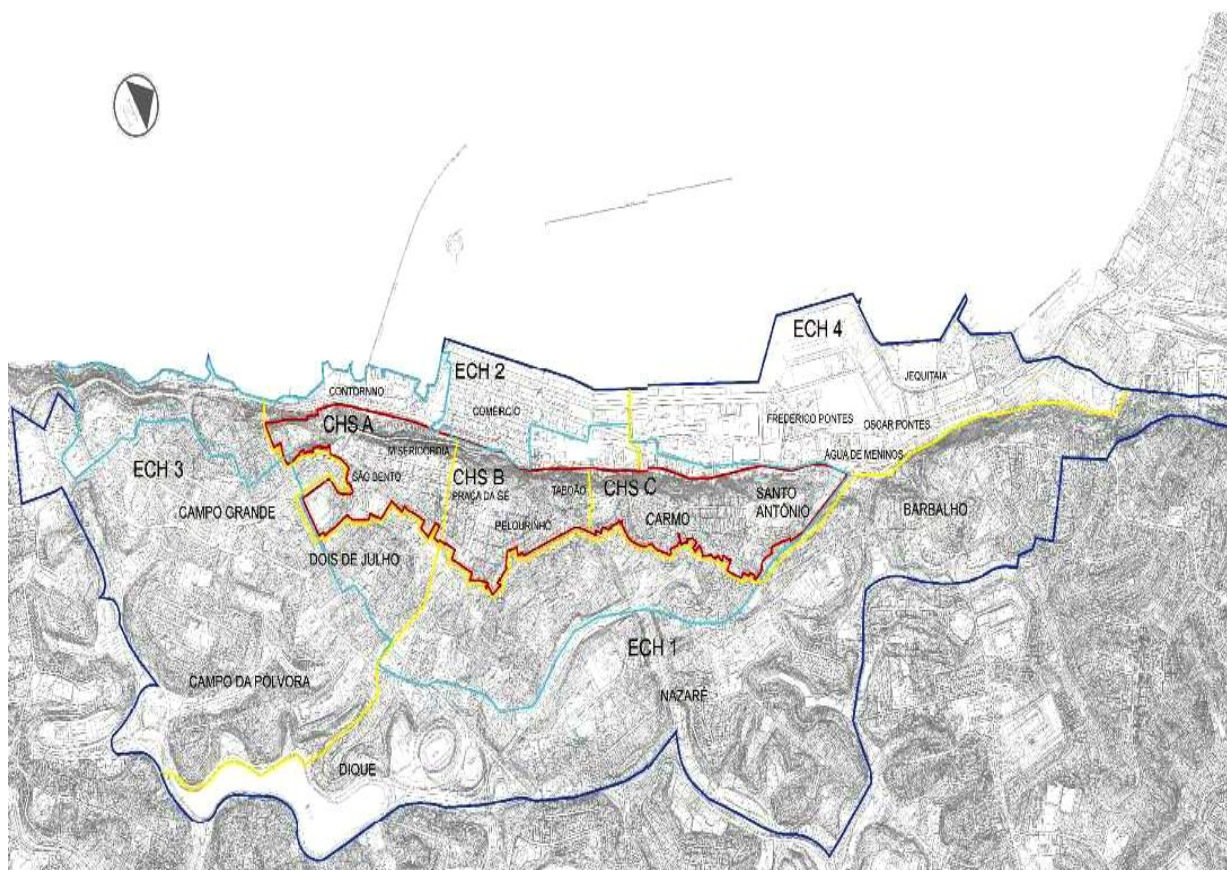 ECH 4
ECH 2
JEQUITAIA
CONTORNNO
COMÉRCIO
FREDERICO PONTES
OSCAR PONTES
CHS A
MISERICÓRDIA
ÁGUA DE MENINOS
ECH 3
SÃO BENTO
CHS B
PRAÇA DA SÉ
TABOÃO
CHS C
SANTO
ANTÔNIO
CAMPO GRANDE
PELOURINHO
CARMO
BARBALHO
DOIS DE JULHO
ECH 1
CAMPO DA PÓLVORA
NAZARÉ
DIQUE